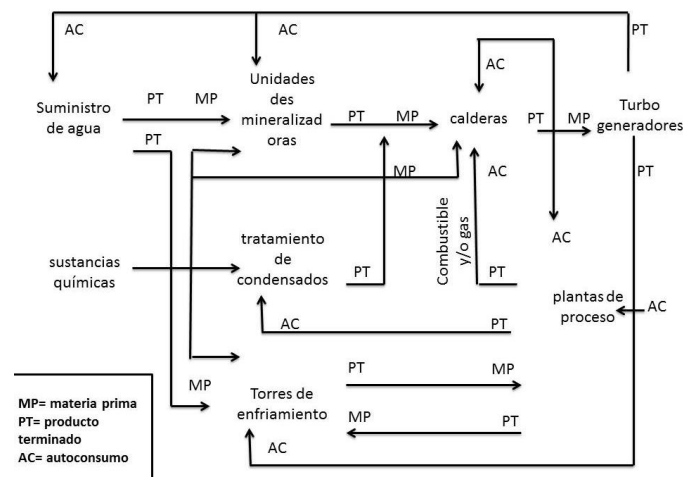 AC
AC
PT
Unidades
des
mineralizad
oras
AC
Suministro
de agua
PT
MP
PT
MP
calderas
PT
MP
Turbo
generadores
PT
MP
AC
PT
Combustible
y/o gas
AC
sustancias
químicas
tratamiento
de
condensados
PT
PT
plantas de
proceso
AC
AC
PT
MP
PT
MP
Torres de
enfriamiento
MP
PT
AC
MP= materia prima
PT= producto
terminado
AC= autoconsumo